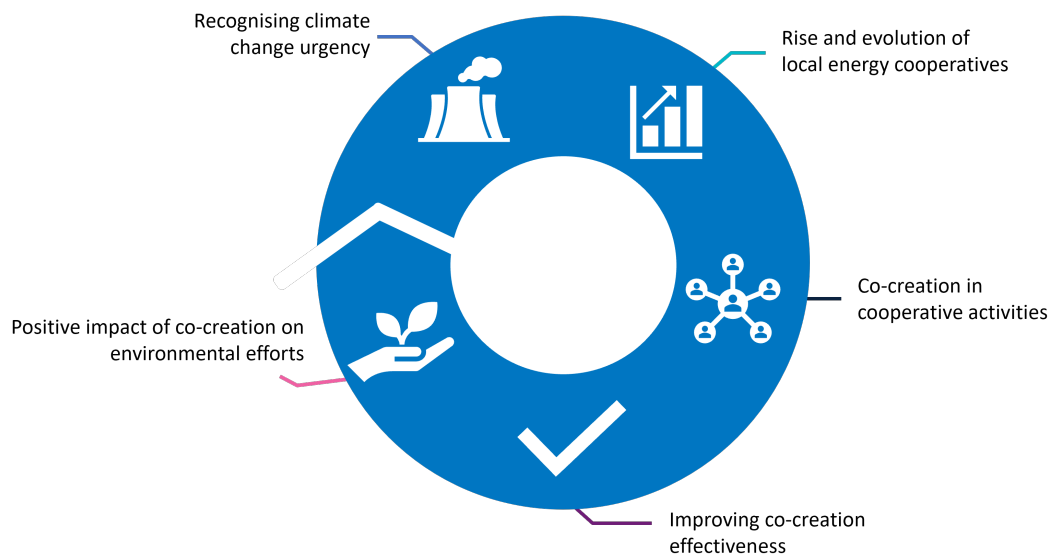 Recognising climate
change urgency
Rise and evolution of
local energy cooperatives
Co-creation in
cooperative activities
Improving co-creation
effectiveness
Positive impact of co-creation on
environmental efforts